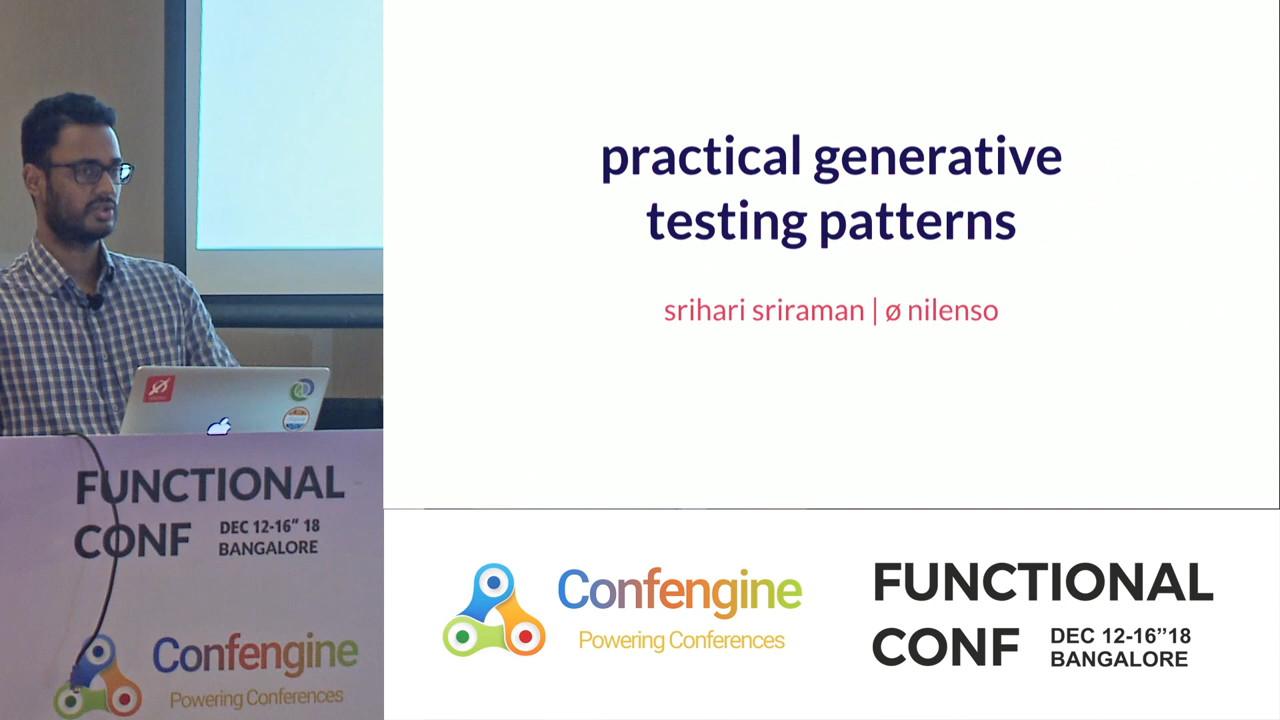 practical generative
testing patterns
srihari sriraman | ø nilenso
FUNCTIONAL
CONF
DEC 12-16” 18
BANGALORE
Confengine
Powering Conferences
Confengine
Powering Conferences
FUNCTIONAL
CONF
DEC 12-16”18
BANGALORE